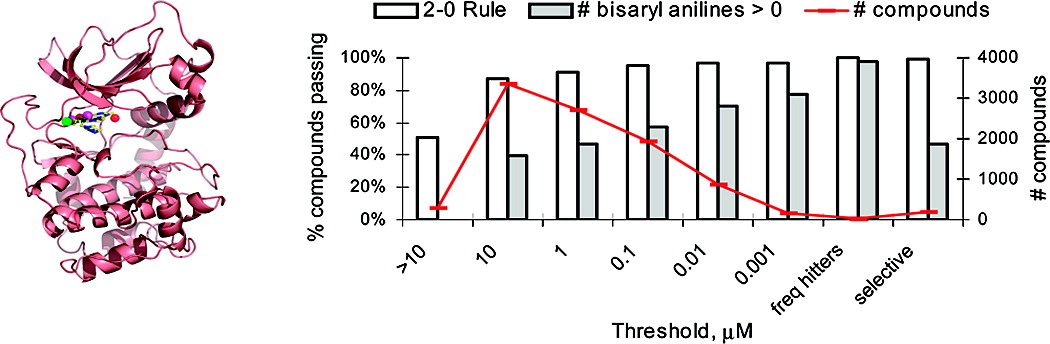 2-0 Rule # bisaryl anilines > 0 # compounds
% compounds passing
100%
80%
60%
40%
20%
0%
4000
3000
2000
1000
0
# compounds
>10 10 1 0.1 0.01 0.001 freq hitters selective
Threshold, μM